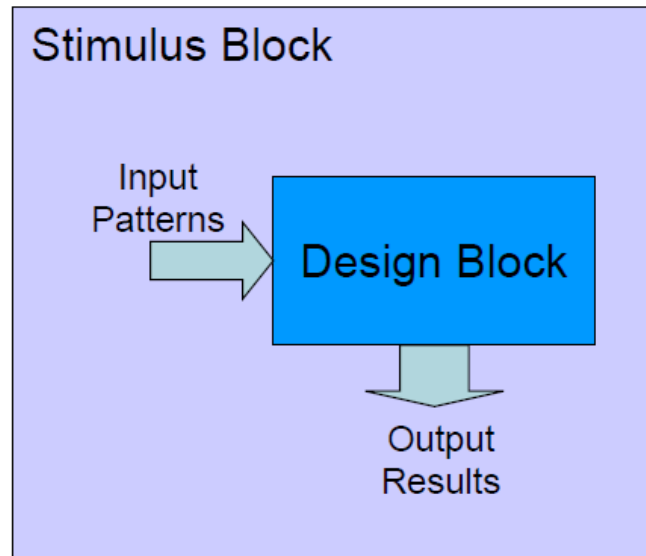 Stimulus Block
Input
Patterns
Design Block
Output
Results